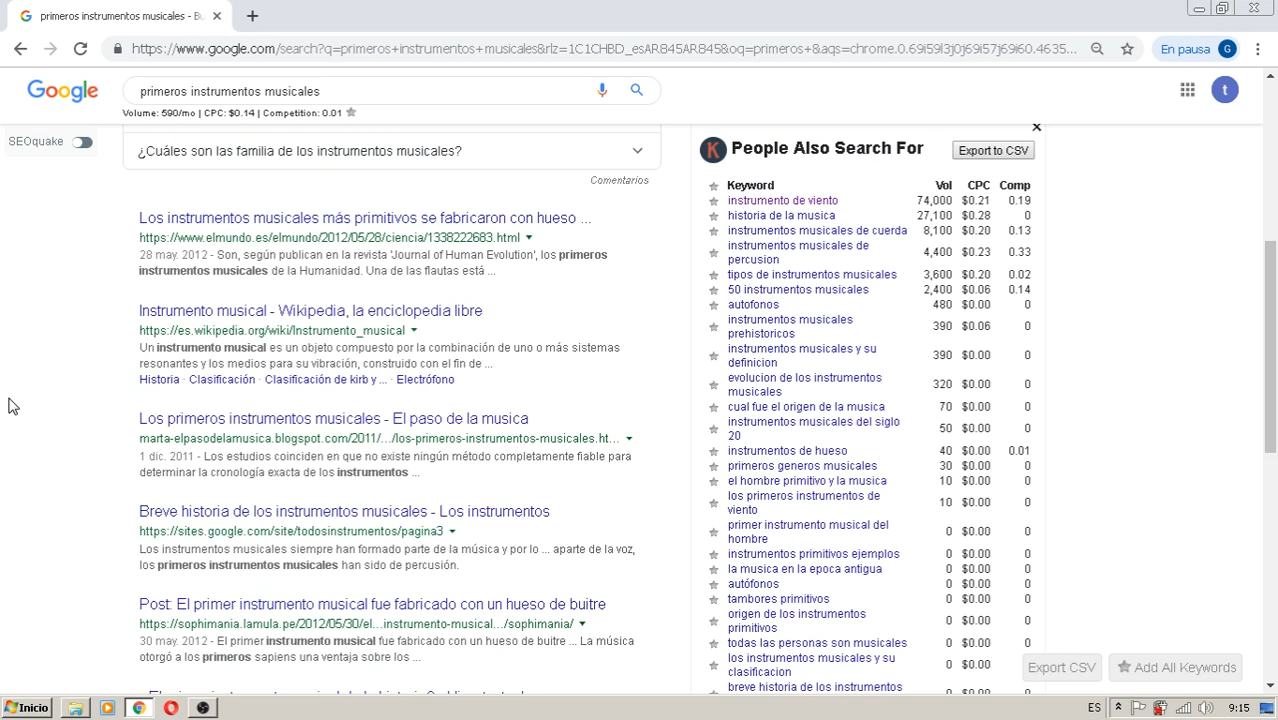 primeros instrumentos musicales - Bu
https://www.google.com/search?q=primeros+instrumentos+musicales&rlz=1C1CHBD_esAR845AR845&oq=primeros+&aqs=chrome.0.69i59l3j0j69i57j69i60.4635...
En pausa G
Google
primeros instrumentos musicales
t
Volume: 590/mo | CPC: $0.14 | Competition: 0.01
SEOquake
¿Cuáles son las familia de los instrumentos musicales?
Comentarios
Los instrumentos musicales más primitivos se fabricaron con hueso ...
https://www.elmundo.es/elmundo/2012/05/28/ciencia/1338222683.html
28 may. 2012 - Son, según publican en la revista 'Journal of Human Evolution', los primeros
instrumentos musicales de la Humanidad. Una de las flautas está ...
Instrumento musical - Wikipedia, la enciclopedia libre
https://es.wikipedia.org/wiki/Instrumento_musical
Un instrumento musical es un objeto compuesto por la combinación de uno o más sistemas
resonantes y los medios para su vibración, construido con el fin de ...
Historia · Clasificación · Clasificación de kirb y ... · Electrófono
Los primeros instrumentos musicales - El paso de la musica
marta-elpasodelamusica.blogspot.com/2011/.../los-primeros-instrumentos-musicales.ht...
1 dic. 2011 - Los estudios coinciden en que no existe ningún método completamente fiable para
determinar la cronología exacta de los instrumentos ...
Breve historia de los instrumentos musicales - Los instrumentos
https://sites.google.com/site/todosinstrumentos/pagina3
Los instrumentos musicales siempre han formado parte de la música y por lo ... aparte de la voz,
los primeros instrumentos musicales han sido de percusión.
Post: El primer instrumento musical fue fabricado con un hueso de buitre
https://sophimania.lamula.pe/2012/05/30/el...instrumento-musical.../sophimania/
30 may. 2012 - El primer instrumento musical fue fabricado con un hueso de buitre ... La música
otorgó a los primeros sapiens una ventaja sobre los ...
K People Also Search For
Export to CSV
Keyword Vol CPC Comp
instrumento de viento 74,000 $0.21 0.19
historia de la musica 27,100 $0.28 0
instrumentos musicales de cuerda 8,100 $0.20 0.13
instrumentos musicales de
percusion 4,400 $0.23 0.33
tipos de instrumentos musicales 3,600 $0.20 0.02
50 instrumentos musicales 2,400 $0.06 0.14
autofonos 480 $0.00 0
instrumentos musicales
prehistoricos 390 $0.06 0
instrumentos musicales y su
definicion 390 $0.00 0
evolucion de los instrumentos
musicales 320 $0.00 0
cual fue el origen de la musica 70 $0.00 0
instrumentos musicales del siglo
20 50 $0.00 0
instrumentos de hueso 40 $0.00 0.01
primeros generos musicales 30 $0.00 0
el hombre primitivo y la musica 10 $0.00 0
los primeros instrumentos de
viento 10 $0.00 0
primer instrumento musical del
hombre 0 $0.00 0
instrumentos primitivos ejemplos 0 $0.00 0
la musica en la epoca antigua 0 $0.00 0
autófonos 0 $0.00 0
tambores primitivos 0 $0.00 0
origen de los instrumentos
primitivos 0 $0.00 0
todas las personas son musicales 0 $0.00 0
los instrumentos musicales y su
clasificacion 0 $0.00 0
breve historia de los instrumentos
Export CSV
Add All Keywords
Inicio
ES
9:15